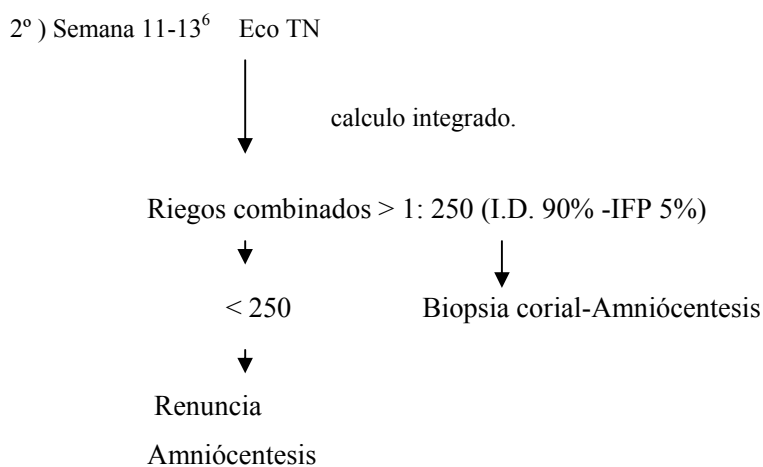 2º ) Semana 11-13⁶ Eco TN
calculo integrado.
Riegos combinados > 1: 250 (I.D. 90% -IFP 5%)
< 250 Biopsia corial-Amniócentesis
Renuncia
Amniócentesis